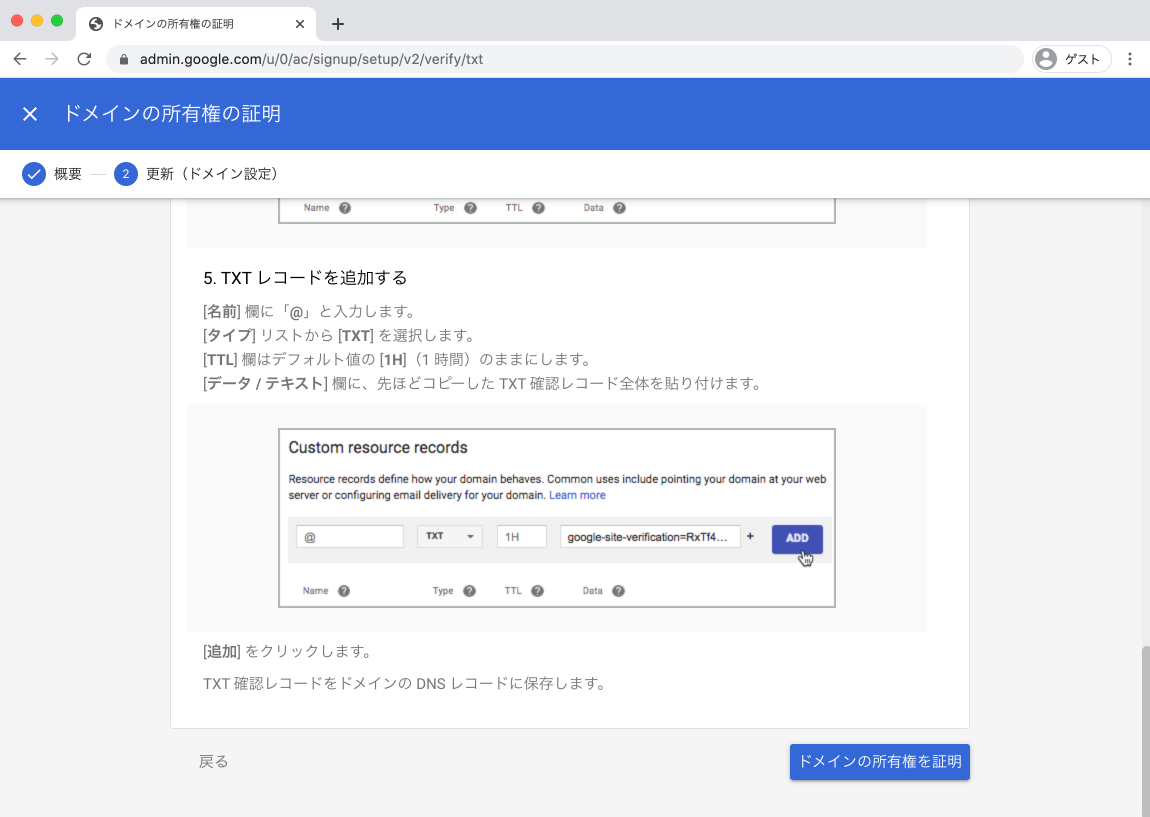 ドメインの所有権の証明
admin.google.com/u/0/ac/signup/setup/v2/verify/txt
ゲスト
ドメインの所有権の証明
概要
2 更新（ドメイン設定）
Name ? Type ? TTL ? Data ?
5. TXT レコードを追加する
[名前] 欄に「@」と入力します。
[タイプ] リストから [TXT] を選択します。
[TTL] 欄はデフォルト値の [1H]（1 時間）のままにします。
[データ / テキスト] 欄に、先ほどコピーした TXT 確認レコード全体を貼り付けます。
Custom resource records
Resource records define how your domain behaves. Common uses include pointing your domain at your web
server or configuring email delivery for your domain. Learn more
@ TXT 1H google-site-verification=RxTf4... + ADD
Name ? Type ? TTL ? Data ?
[追加] をクリックします。
TXT 確認レコードをドメインの DNS レコードに保存します。
戻る
ドメインの所有権を証明